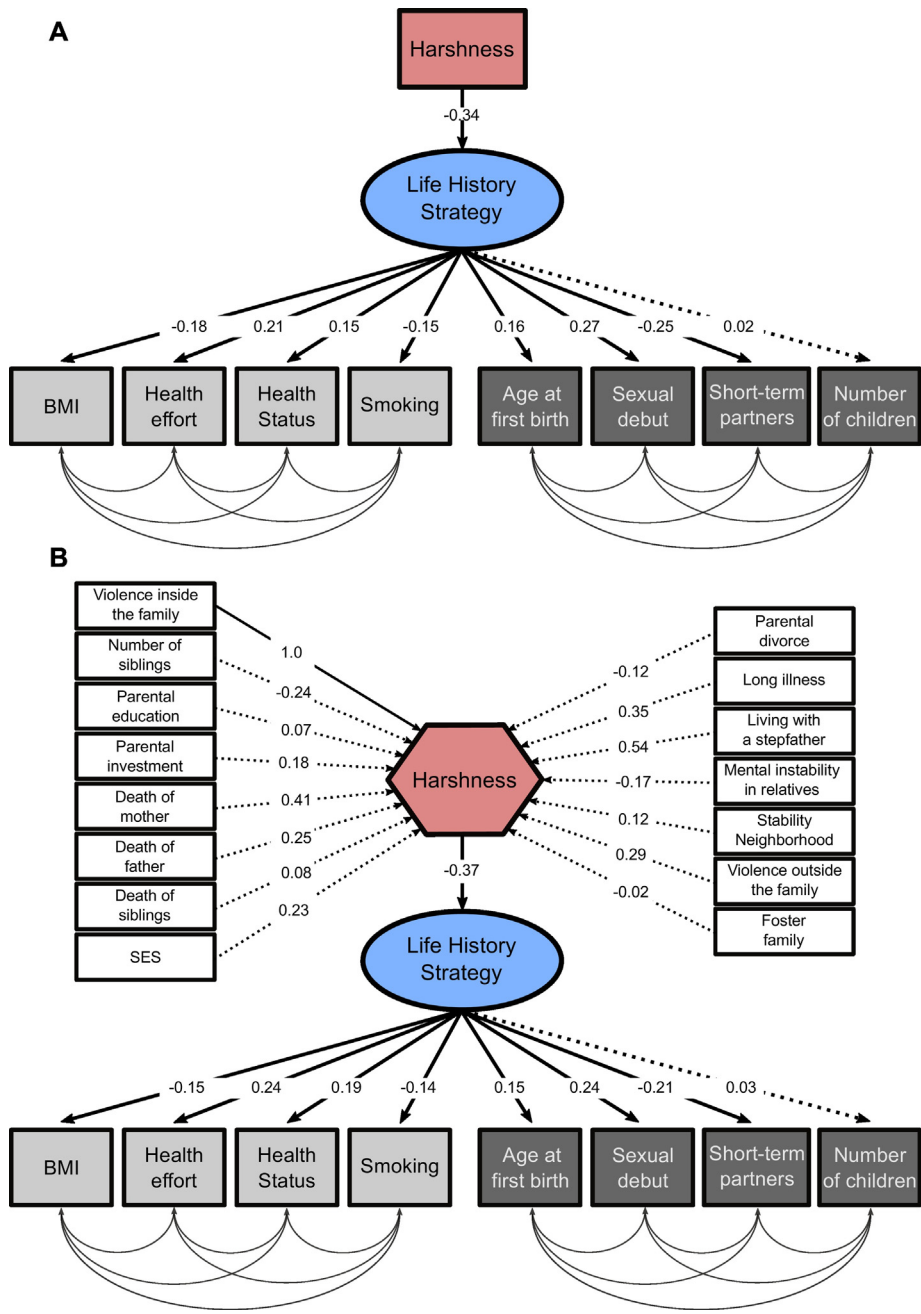 A
Harshness
-0.34
Life History
Strategy
-0.18 0.21 0.15 -0.15 0.16 0.27 -0.25 0.02
BMI
Health
effort
Health
Status
Smoking
Age at
first birth
Sexual
debut
Short-term
partners
Number
of children
B
Violence inside
the family
Number of
siblings
Parental
education
Parental
investment
Death of
mother
Death of
father
Death of
siblings
SES
1.0
-0.24
0.07
0.18
0.41
0.25
0.08
0.23
Harshness
-0.12
0.35
0.54
-0.17
0.12
0.29
-0.02
Parental
divorce
Long illness
Living with
a stepfather
Mental instability
in relatives
Stability
Neighborhood
Violence outside
the family
Foster
family
-0.37
Life History
Strategy
-0.15 0.24 0.19 -0.14 0.15 0.24 -0.21 0.03
BMI
Health
effort
Health
Status
Smoking
Age at
first birth
Sexual
debut
Short-term
partners
Number
of children